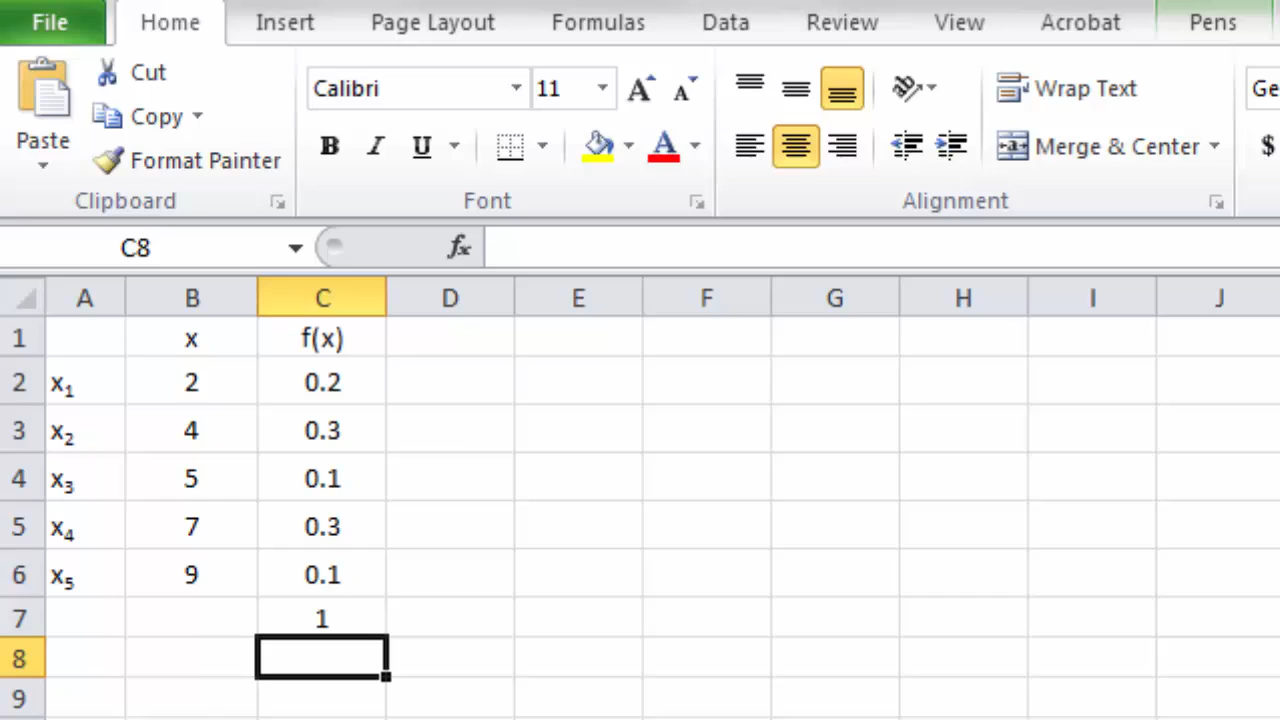 File Home Insert Page Layout Formulas Data Review View Acrobat Pens
Cut
Copy
Paste
Format Painter
Clipboard
Calibri 11 A A
B I U A
Font
ab Wrap Text
a Merge & Center
Alignment
Ge
$
C8 fx
A B C D E F G H I J
1 x f(x)
2 x₁ 2 0.2
3 x₂ 4 0.3
4 x₃ 5 0.1
5 x₄ 7 0.3
6 x₅ 9 0.1
7 1
8
9